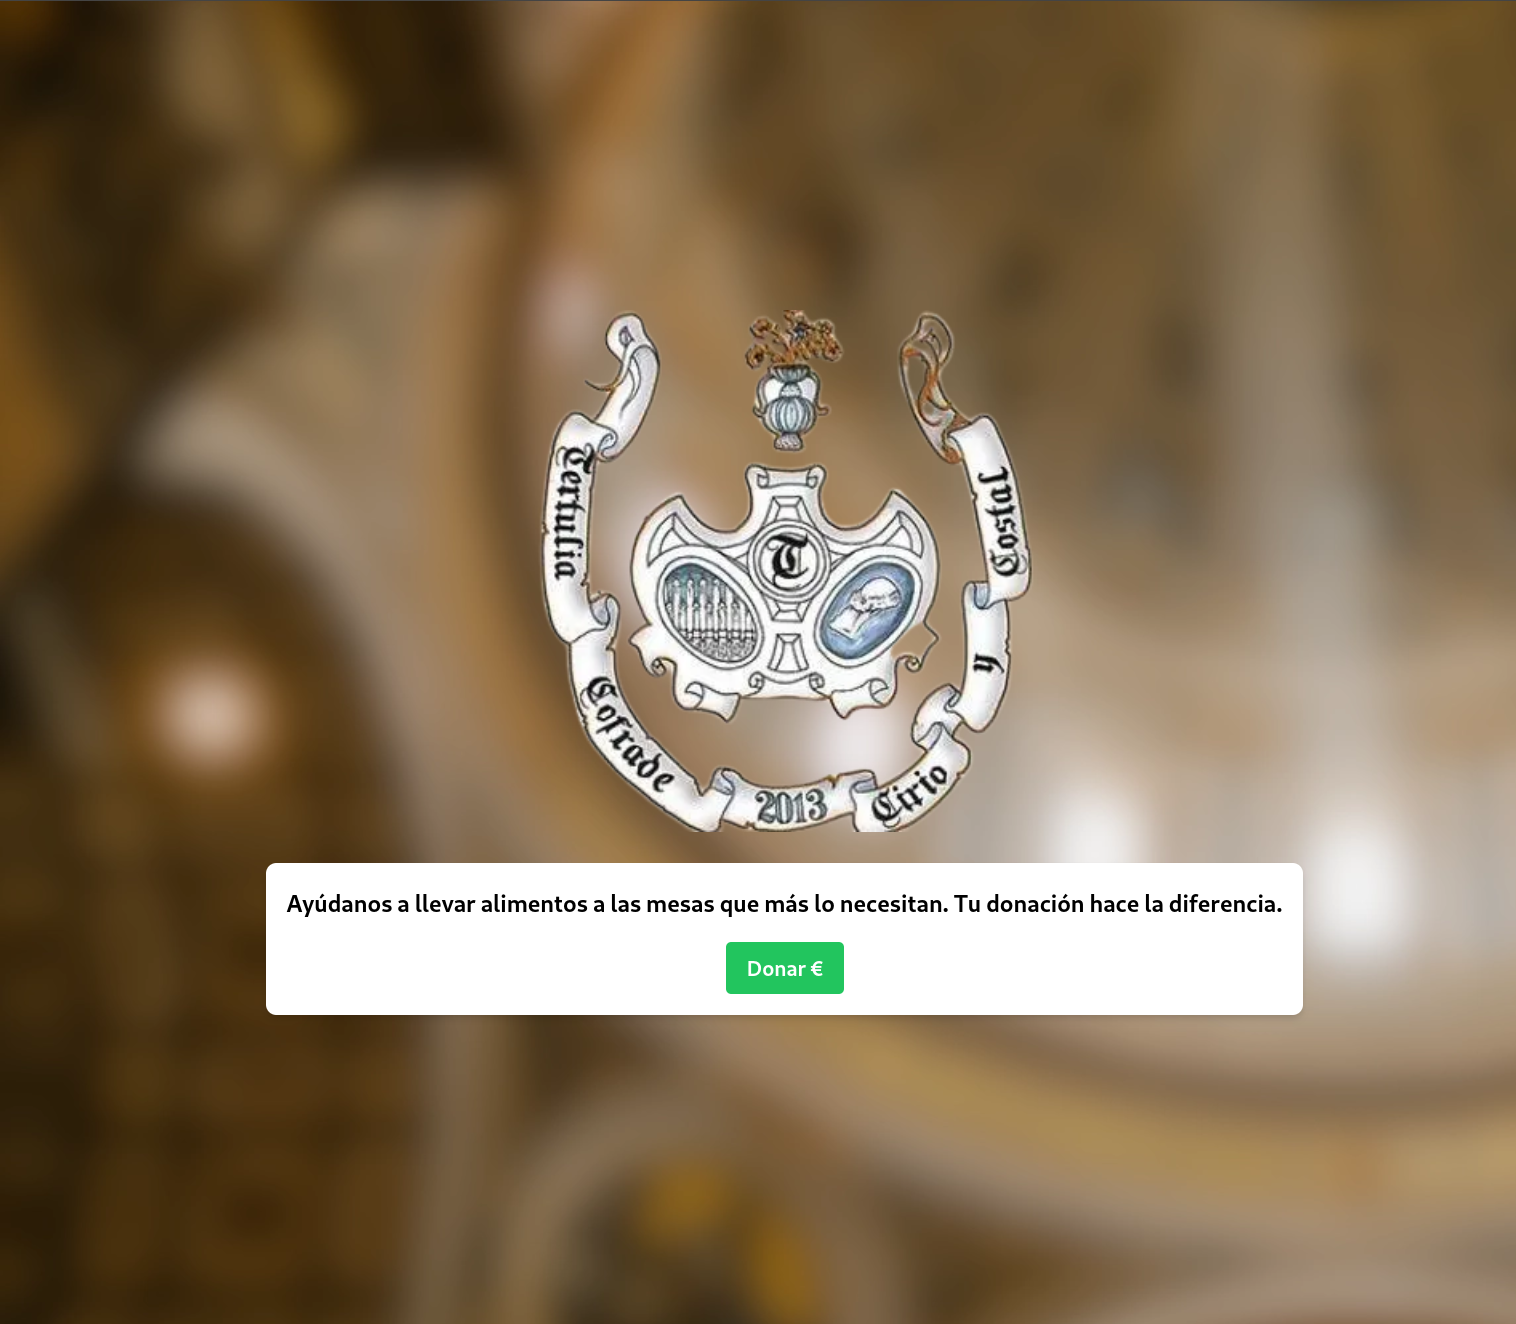 Tertulia
Cofrade
2013
Cirio
y
Costal
T
Ayúdanos a llevar alimentos a las mesas que más lo necesitan. Tu donación hace la diferencia.
Donar €